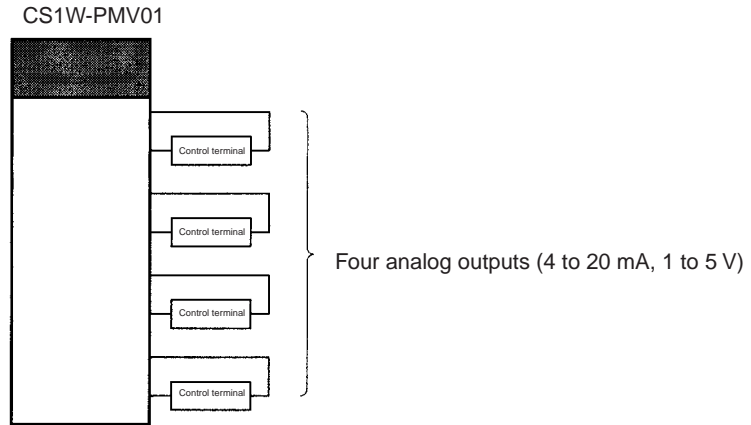 CS1W-PMV01
Control terminal
Control terminal
Four analog outputs (4 to 20 mA, 1 to 5 V)
Control terminal
Control terminal